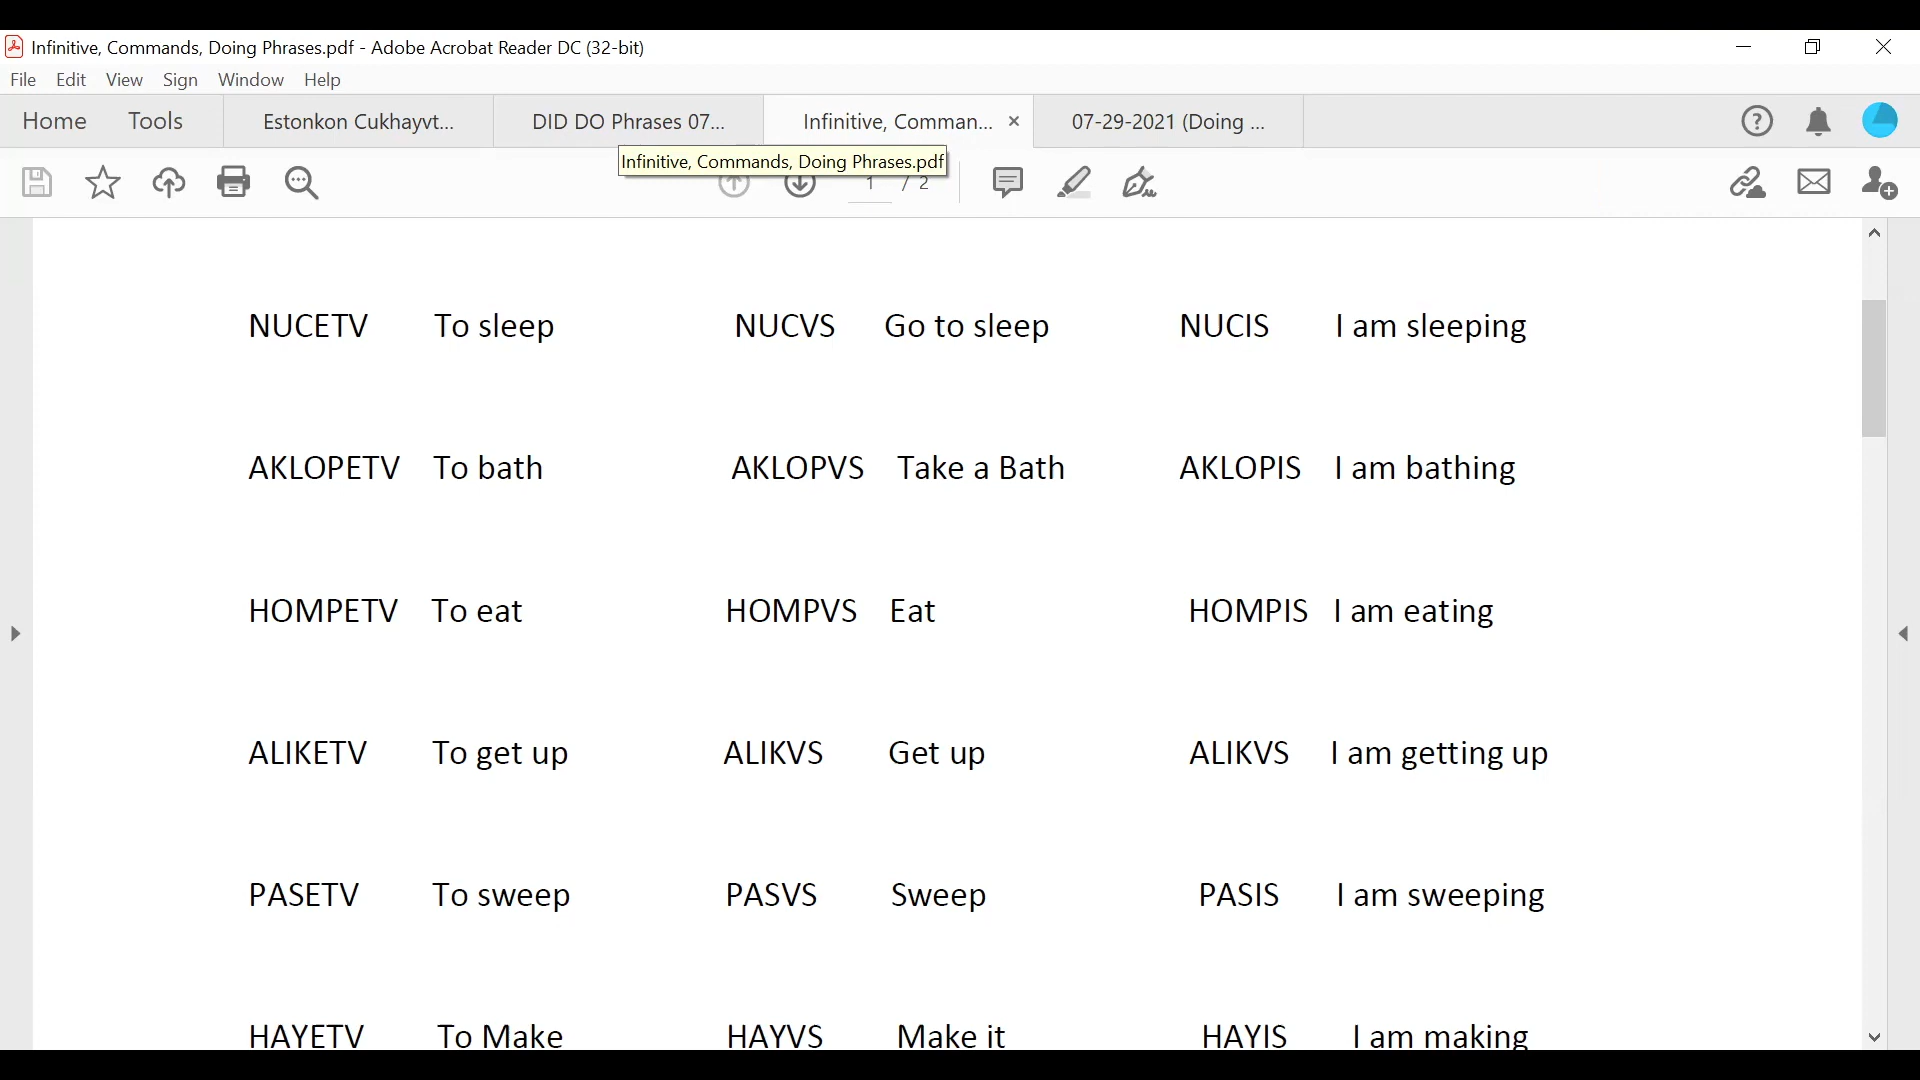 Infinitive, Commands, Doing Phrases.pdf - Adobe Acrobat Reader DC (32-bit)
File Edit View Sign Window Help
Home Tools Estonkon Cukhayvt... DID DO Phrases 07... Infinitive, Comman... 07-29-2021 (Doing ...
Infinitive, Commands, Doing Phrases.pdf
1 / 2
NUCETV To sleep NUCVS Go to sleep NUCIS I am sleeping
AKLOPETV To bath AKLOPVS Take a Bath AKLOPIS I am bathing
HOMPETV To eat HOMPVS Eat HOMPIS I am eating
ALIKETV To get up ALIKVS Get up ALIKVS I am getting up
PASETV To sweep PASVS Sweep PASIS I am sweeping
HAYETV To Make HAYVS Make it HAYIS I am making